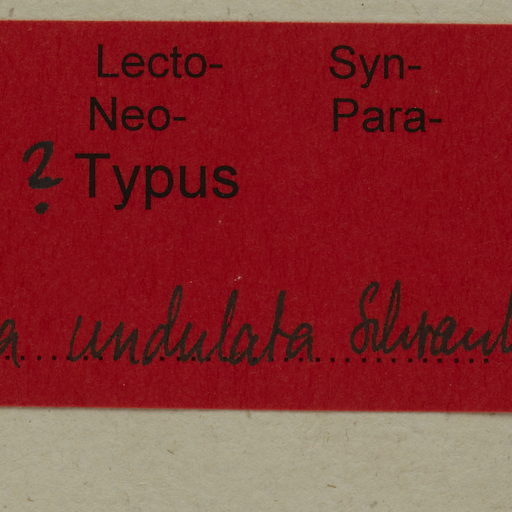 Lecto- Syn-
Neo- Para-
? Typus
a undulata